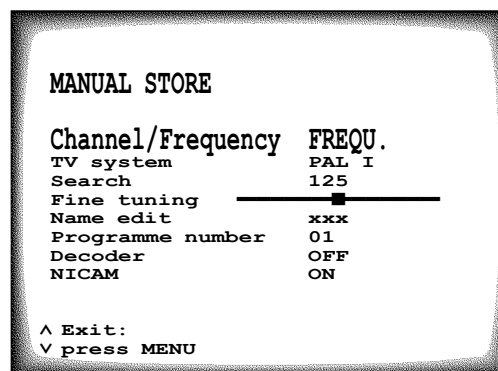 MANUAL STORE
Channel/Frequency FREQU.
TV system PAL I
Search 125
Fine tuning
Name edit xxx
Programme number 01
Decoder OFF
NICAM ON
∧ Exit:
∨ press MENU